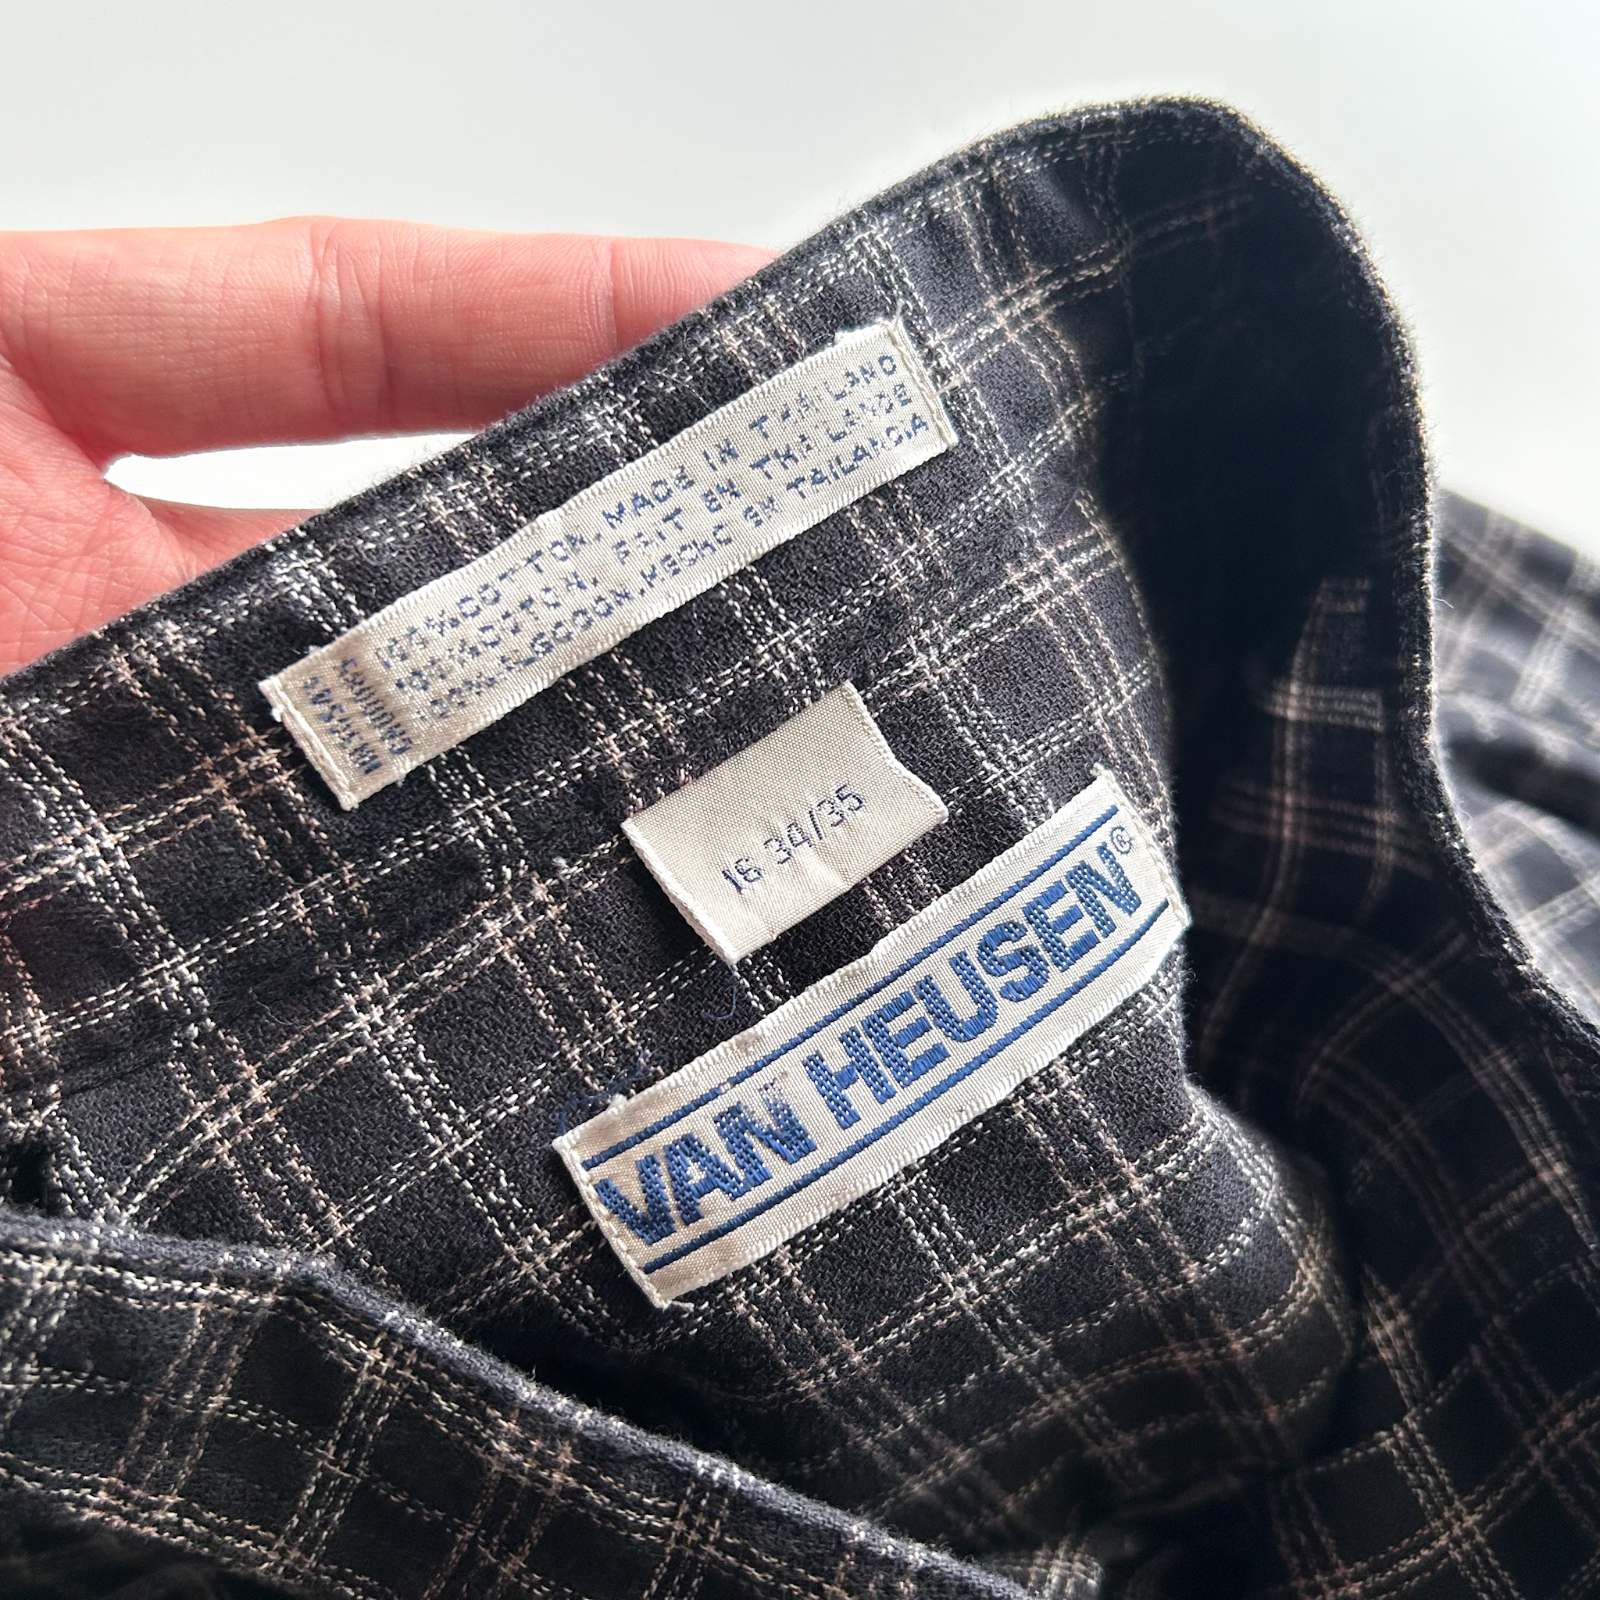 100% COTTON, MADE IN THAILAND
100% COTTON, FAIT EN THAILANDE
100% ALGODON, HECHO EN TAILANDIA
16 34/35
VAN HEUSEN®